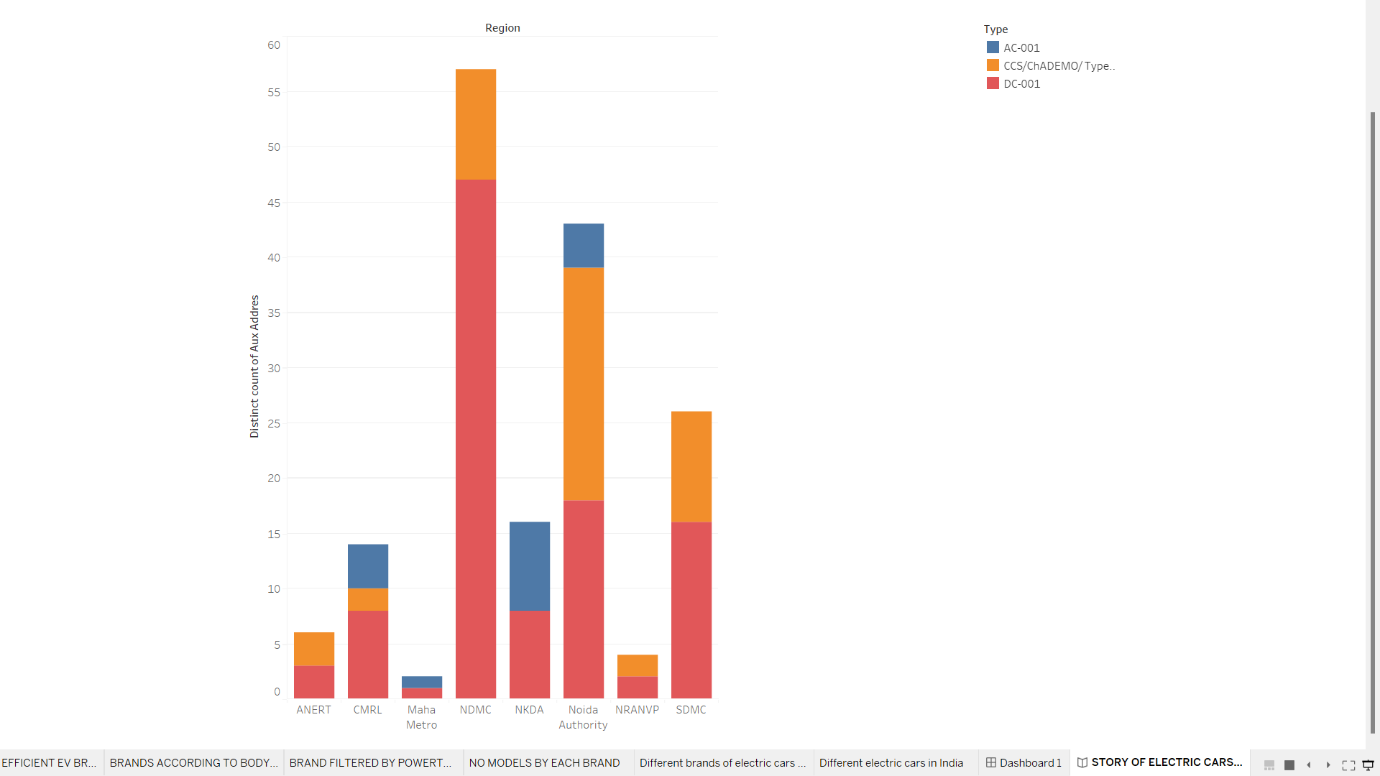 Region
Type
AC-001
CCS/ChADEMO/ Type..
DC-001
60
55
50
45
40
35
30
25
20
15
10
5
0
Distinct count of Aux Addres
ANERT
CMRL
Maha
Metro
NDMC
NKDA
Noida
Authority
NRANVP
SDMC
EFFICIENT EV BR...
BRANDS ACCORDING TO BODY...
BRAND FILTERED BY POWERT...
NO MODELS BY EACH BRAND
Different brands of electric cars ...
Different electric cars in India
Dashboard 1
STORY OF ELECTRIC CARS...